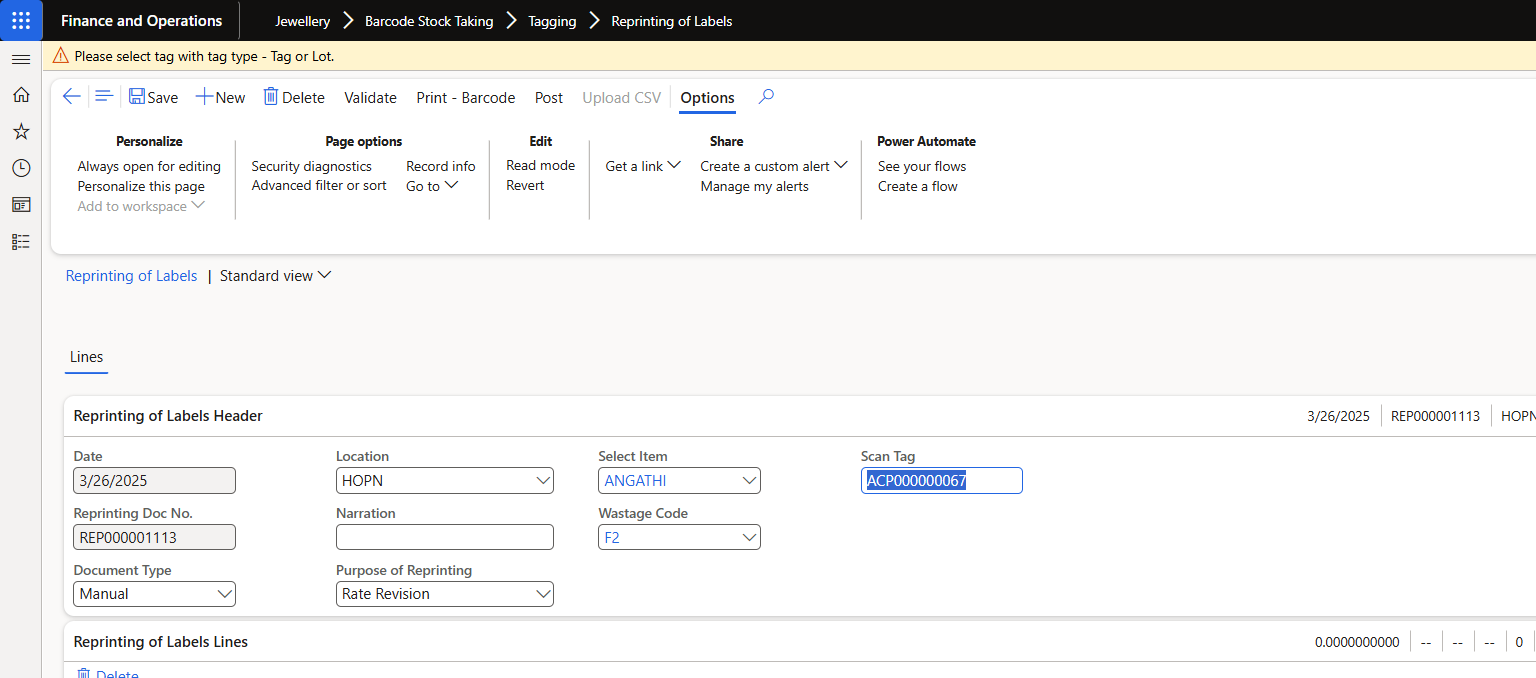 Finance and Operations Jewellery Barcode Stock Taking Tagging Reprinting of Labels
Please select tag with tag type - Tag or Lot.
Save New Delete Validate Print - Barcode Post Upload CSV Options
Personalize
Always open for editing
Personalize this page
Add to workspace
Page options
Security diagnostics Record info
Advanced filter or sort Go to
Edit
Read mode
Revert
Share
Get a link Create a custom alert
Manage my alerts
Power Automate
See your flows
Create a flow
Reprinting of Labels | Standard view
Lines
Reprinting of Labels Header 3/26/2025 REP000001113 HOPN
Date Location Select Item Scan Tag
3/26/2025 HOPN ANGATHI ACP000000067
Reprinting Doc No. Narration Wastage Code
REP000001113 F2
Document Type Purpose of Reprinting
Manual Rate Revision
Reprinting of Labels Lines 0.0000000000 -- -- -- 0
Delete